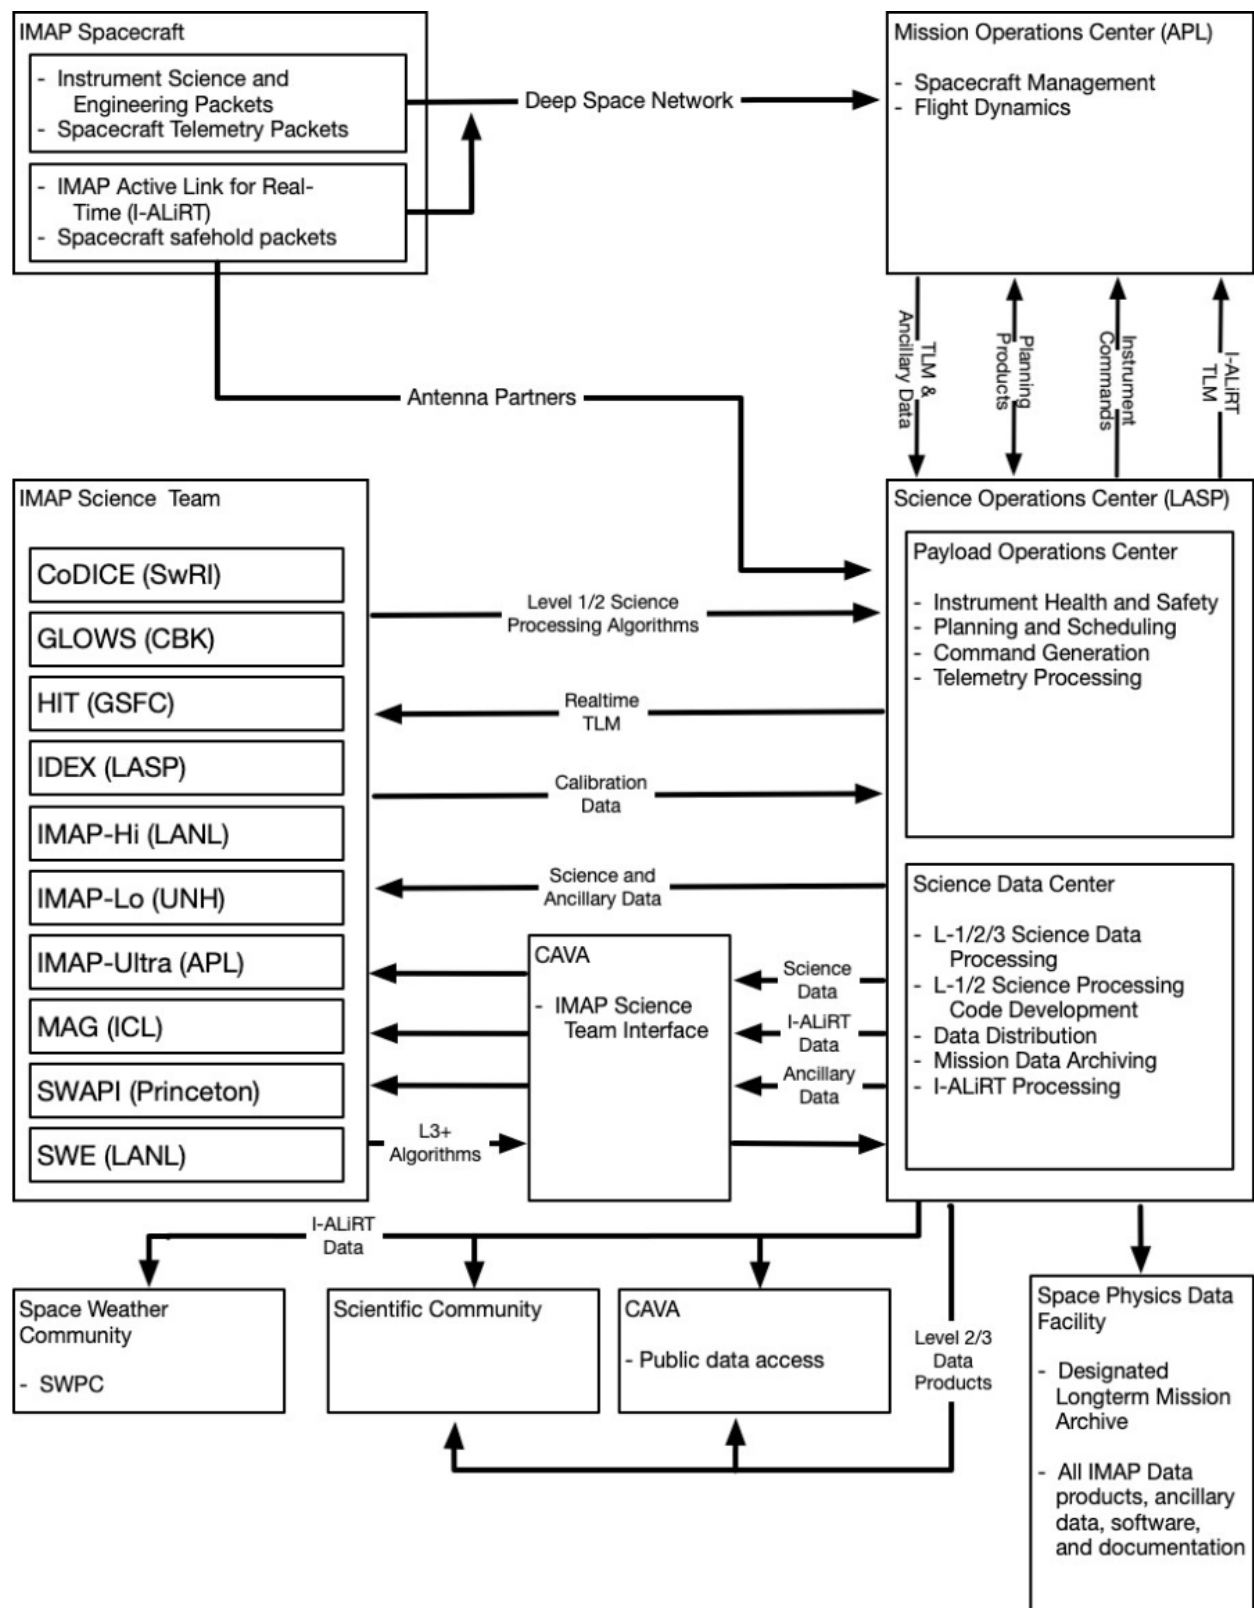 IMAP Spacecraft
- Instrument Science and
Engineering Packets
- Spacecraft Telemetry Packets
- IMAP Active Link for Real-
Time (I-ALiRT)
- Spacecraft safehold packets
Deep Space Network
Mission Operations Center (APL)
- Spacecraft Management
- Flight Dynamics
TLM &
Ancillary Data
Planning
Products
Instrument
Commands
I-ALiRT
TLM
Antenna Partners
IMAP Science Team
CoDICE (SwRI)
GLOWS (CBK)
HIT (GSFC)
IDEX (LASP)
IMAP-Hi (LANL)
IMAP-Lo (UNH)
IMAP-Ultra (APL)
MAG (ICL)
SWAPI (Princeton)
SWE (LANL)
Level 1/2 Science
Processing Algorithms
Realtime
TLM
Calibration
Data
Science and
Ancillary Data
CAVA
- IMAP Science
Team Interface
Science
Data
I-ALiRT
Data
Ancillary
Data
L3+
Algorithms
Science Operations Center (LASP)
Payload Operations Center
- Instrument Health and Safety
- Planning and Scheduling
- Command Generation
- Telemetry Processing
Science Data Center
- L-1/2/3 Science Data
Processing
- L-1/2 Science Processing
Code Development
- Data Distribution
- Mission Data Archiving
- I-ALiRT Processing
I-ALiRT
Data
Space Weather
Community
- SWPC
Scientific Community
CAVA
- Public data access
Level 2/3
Data
Products
Space Physics Data
Facility
- Designated
Longterm Mission
Archive
- All IMAP Data
products, ancillary
data, software,
and documentation